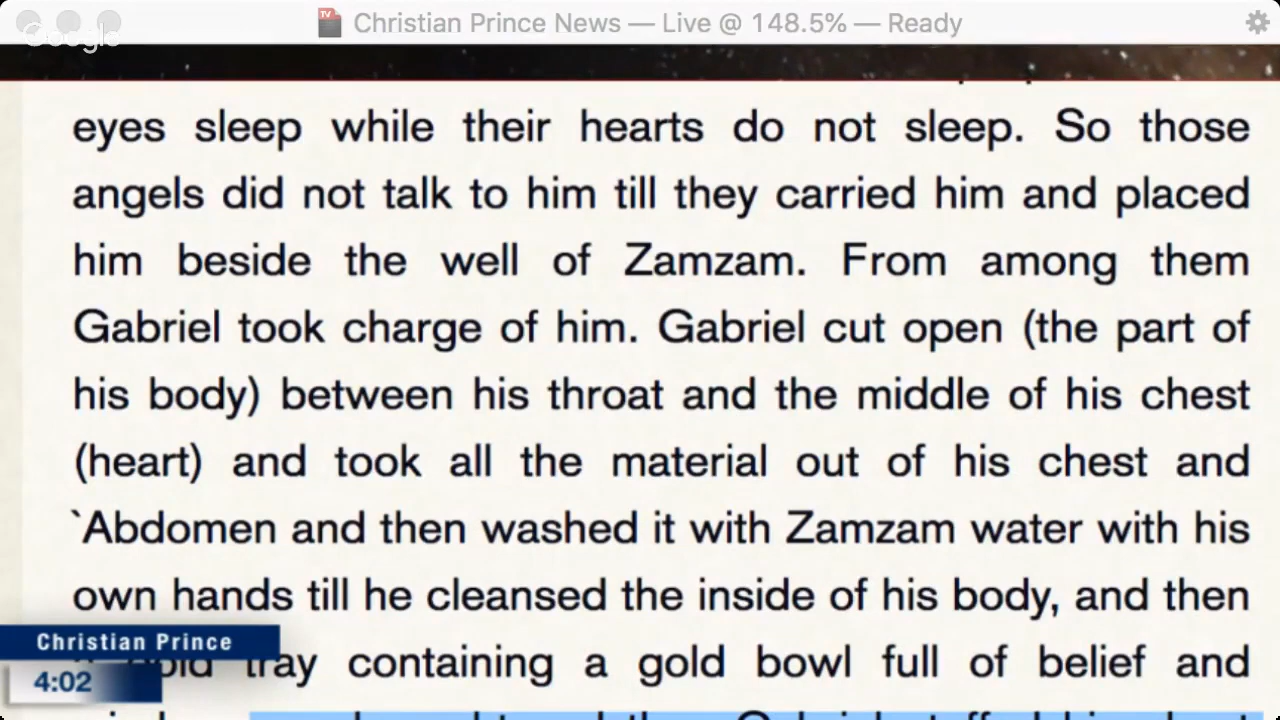 Christian Prince News — Live @ 148.5% — Ready
Google
eyes sleep while their hearts do not sleep. So those
angels did not talk to him till they carried him and placed
him beside the well of Zamzam. From among them
Gabriel took charge of him. Gabriel cut open (the part of
his body) between his throat and the middle of his chest
(heart) and took all the material out of his chest and
`Abdomen and then washed it with Zamzam water with his
own hands till he cleansed the inside of his body, and then
tray containing a gold bowl full of belief and
Christian Prince
4:02